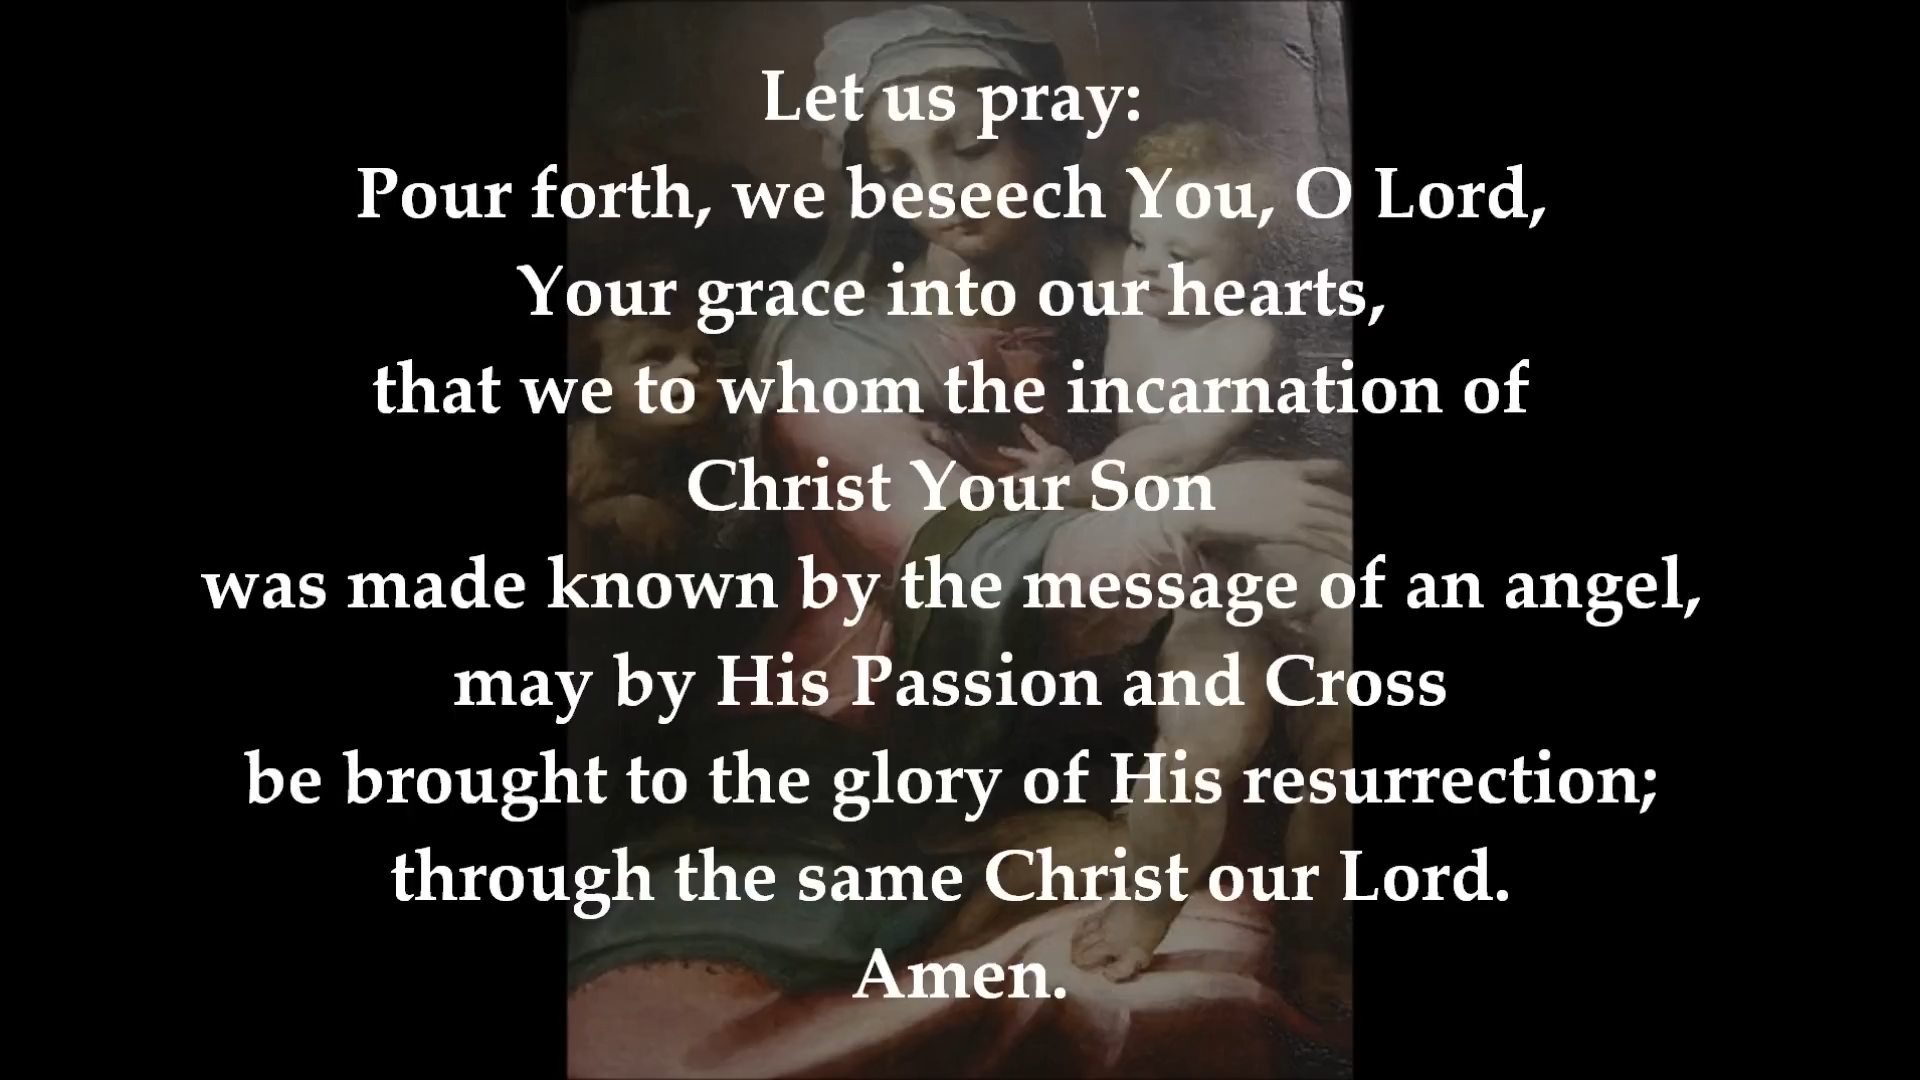 Let us pray:
Pour forth, we beseech You, O Lord,
Your grace into our hearts,
that we to whom the incarnation of
Christ Your Son
was made known by the message of an angel,
may by His Passion and Cross
be brought to the glory of His resurrection;
through the same Christ our Lord.
Amen.